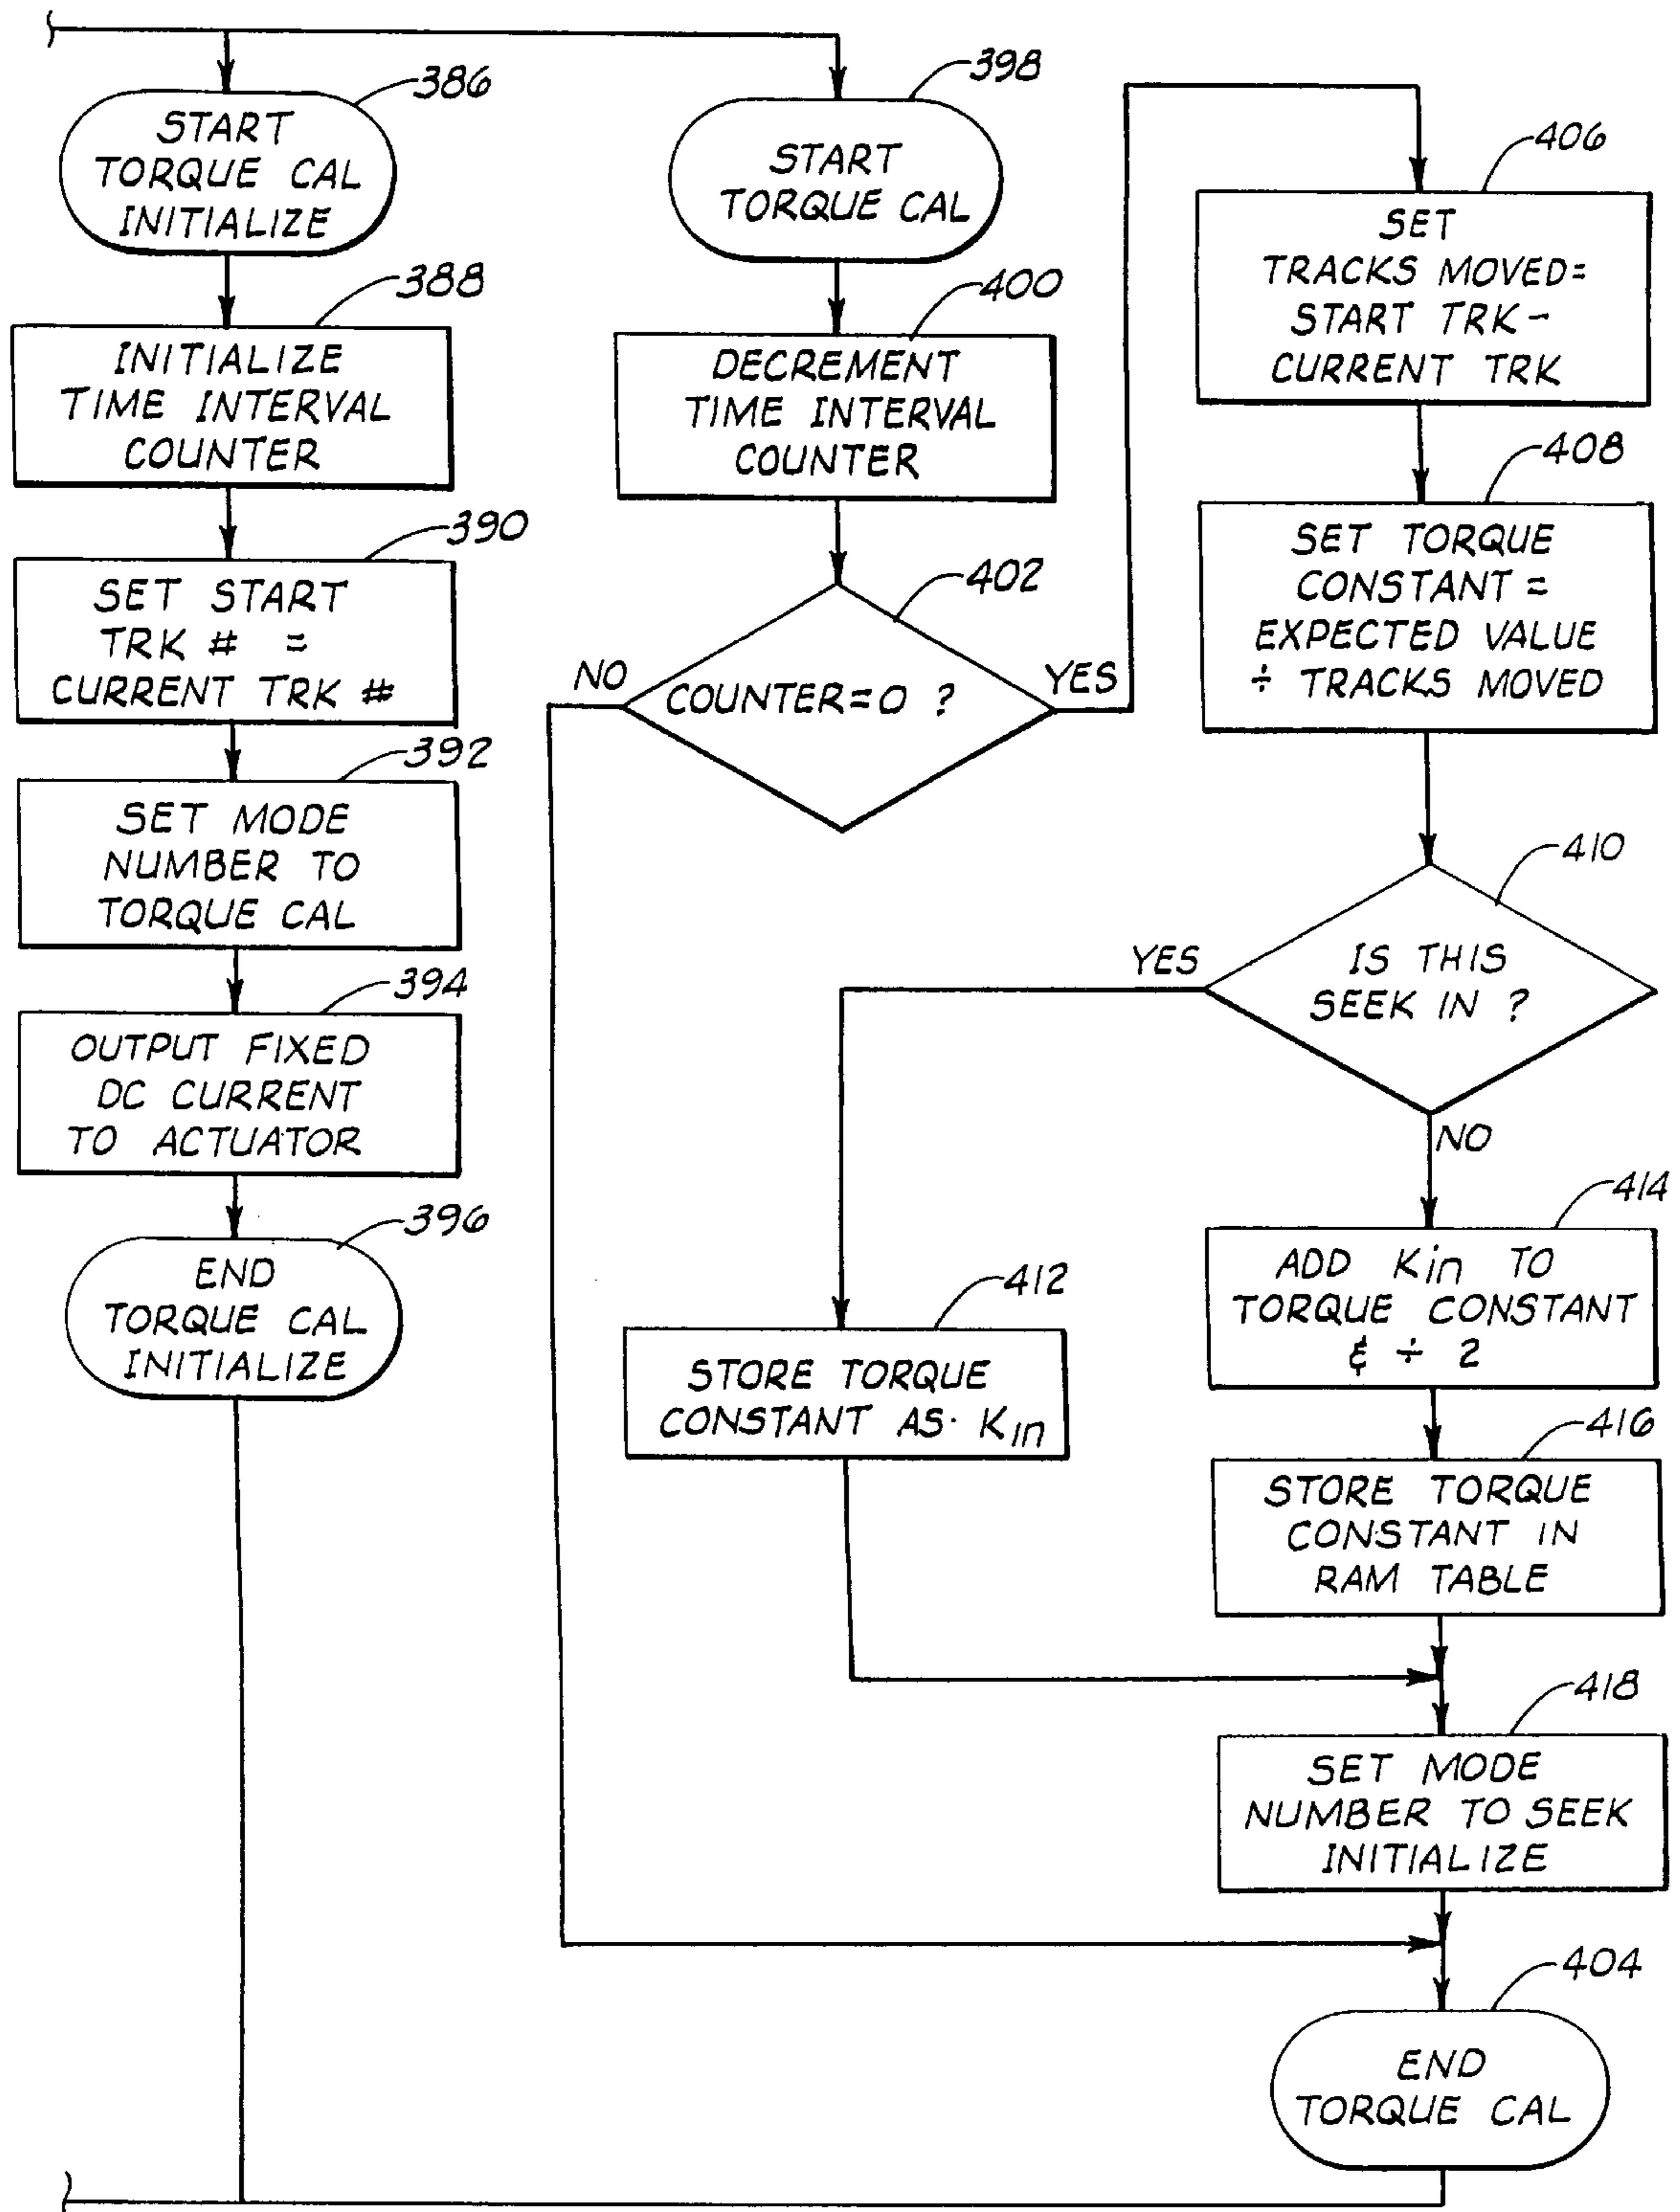 386
START
TORQUE CAL
INITIALIZE
388
INITIALIZE
TIME INTERVAL
COUNTER
390
SET START
TRK # =
CURRENT TRK #
392
SET MODE
NUMBER TO
TORQUE CAL
394
OUTPUT FIXED
DC CURRENT
TO ACTUATOR
396
END
TORQUE CAL
INITIALIZE
398
START
TORQUE CAL
400
DECREMENT
TIME INTERVAL
COUNTER
402
NO
COUNTER=0 ?
YES
406
SET
TRACKS MOVED=
START TRK-
CURRENT TRK
408
SET TORQUE
CONSTANT =
EXPECTED VALUE
÷ TRACKS MOVED
410
YES
IS THIS
SEEK IN ?
NO
412
STORE TORQUE
CONSTANT AS Kin
414
ADD Kin TO
TORQUE CONSTANT
& ÷ 2
416
STORE TORQUE
CONSTANT IN
RAM TABLE
418
SET MODE
NUMBER TO SEEK
INITIALIZE
404
END
TORQUE CAL